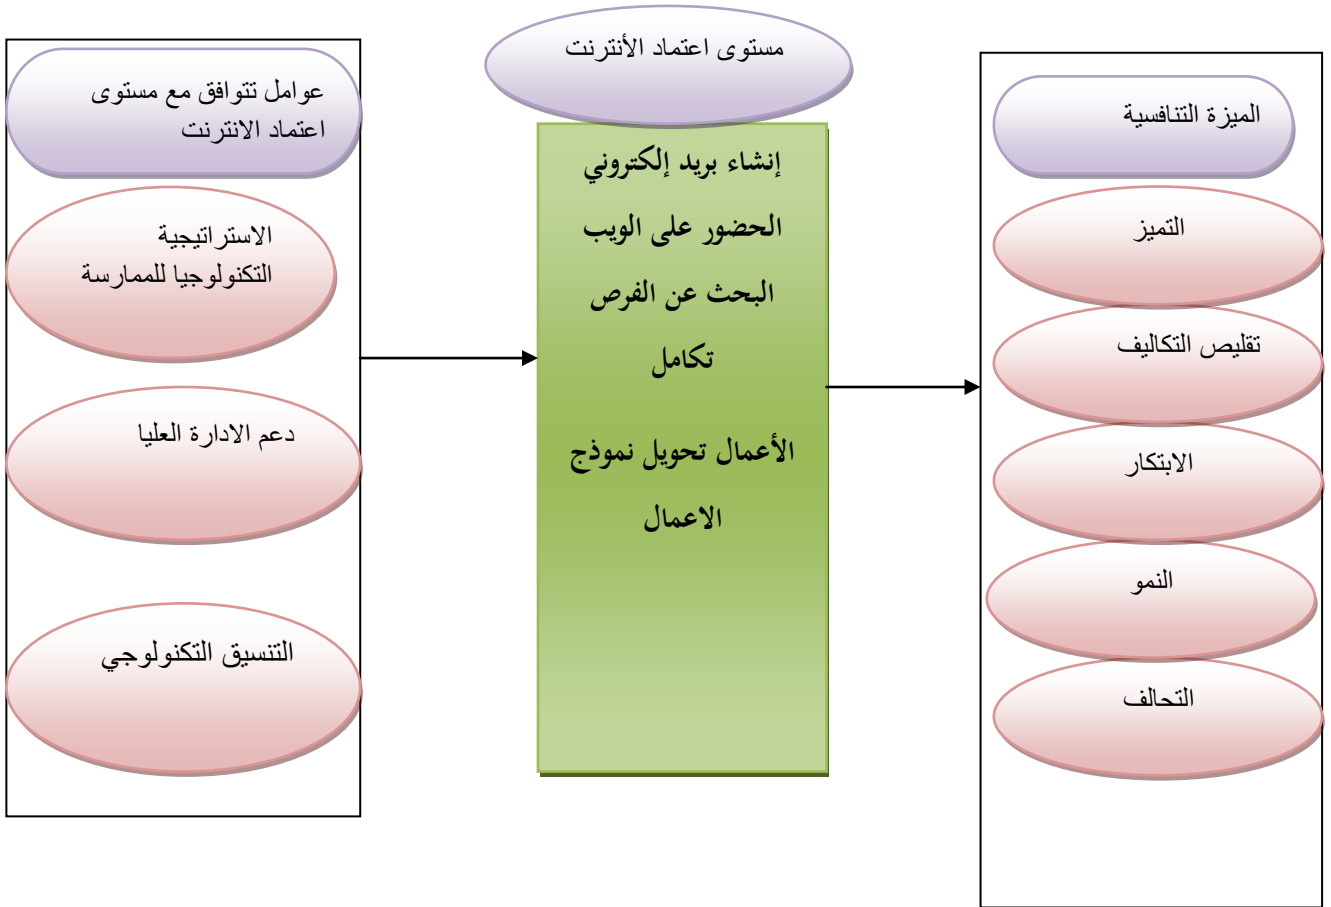 عوامل تتوافق مع مستوى
اعتماد الانترنت
الاستراتيجية
التكنولوجيا للممارسة
دعم الادارة العليا
التنسيق التكنولوجي
مستوى اعتماد الأنترنت
إنشاء بريد إلكتروني
الحضور على الويب
البحث عن الفرص
تكامل
الأعمال تحويل نموذج
الاعمال
الميزة التنافسية
التميز
تقليص التكاليف
الابتكار
النمو
التحالف